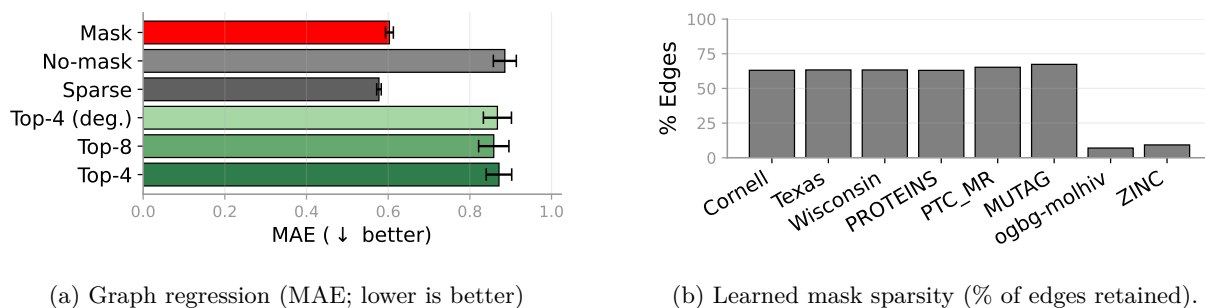 Mask
No-mask
Sparse
Top-4 (deg.)
Top-8
Top-4
0.0 0.2 0.4 0.6 0.8 1.0
MAE (↓ better)
(a) Graph regression (MAE; lower is better)
100
75
50
25
0
% Edges
Cornell
Texas
Wisconsin
PROTEINS
PTC_MR
MUTAG
ogbg-molhiv
ZINC
(b) Learned mask sparsity (% of edges retained).